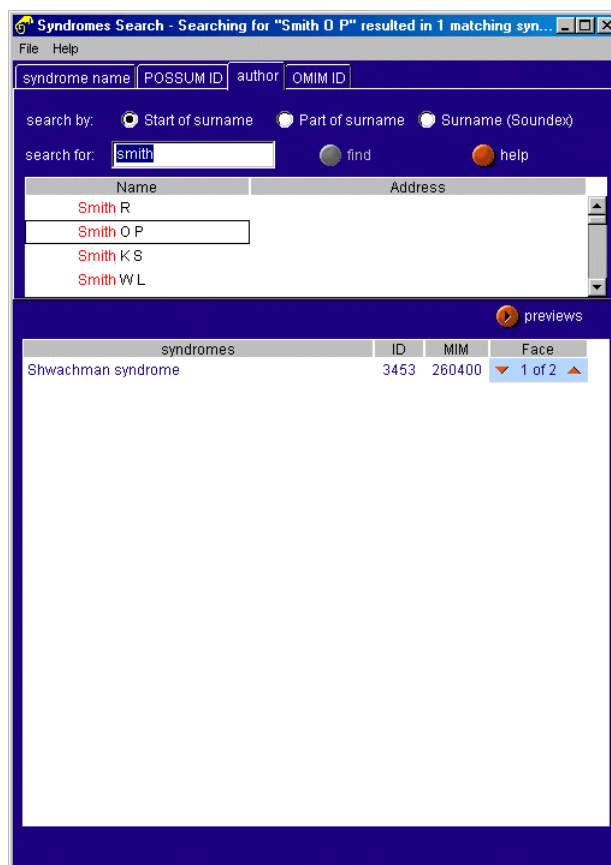 Syndromes Search - Searching for "Smith O P" resulted in 1 matching syn...
File Help
syndrome name POSSUM ID author OMIM ID
search by: Start of surname Part of surname Surname (Soundex)
search for: smith find help
Name Address
Smith R
Smith O P
Smith K S
Smith W L
previews
syndromes ID MIM Face
Shwachman syndrome 3453 260400 1 of 2